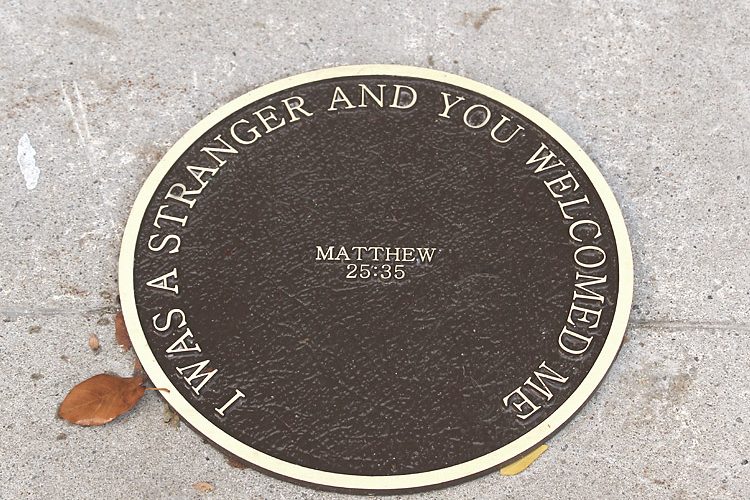 I WAS A STRANGER AND YOU WELCOMED ME
MATTHEW
25:35